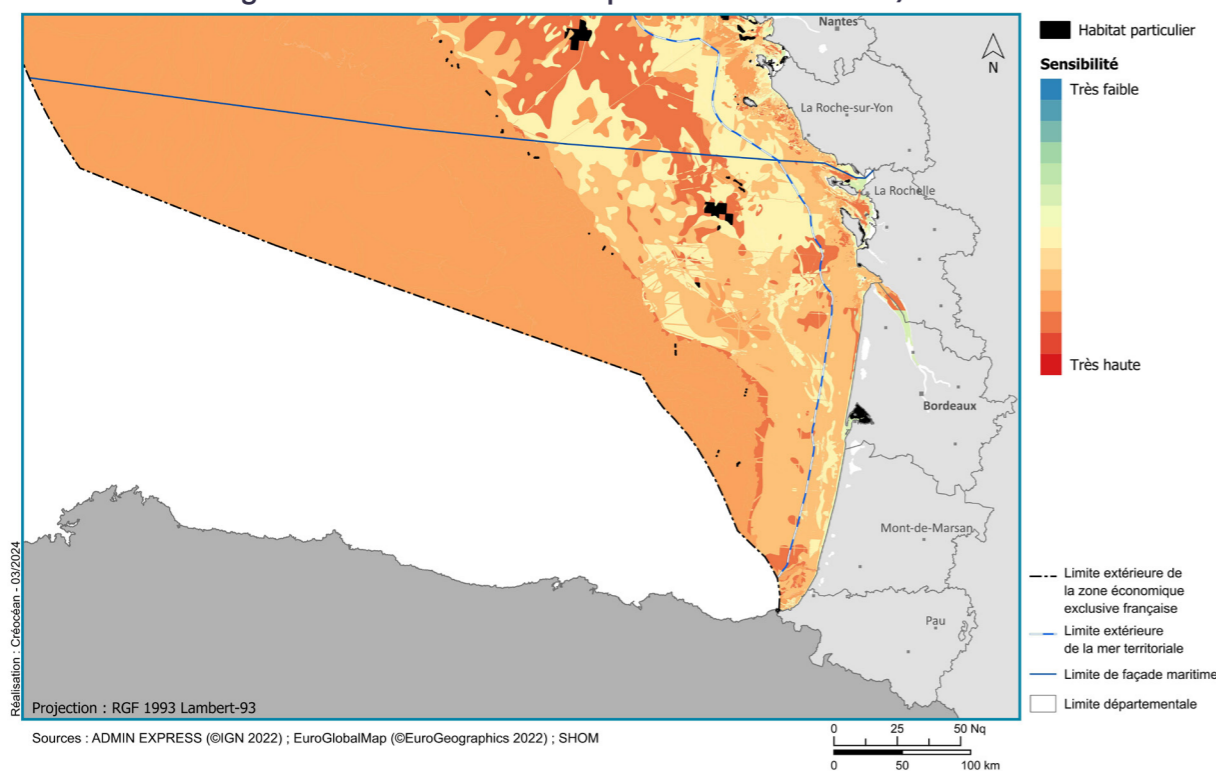 Nantes
N
La Roche-sur-Yon
La Rochelle
Bordeaux
Mont-de-Marsan
Pau
Habitat particulier
Sensibilité
Très faible
Très haute
Limite extérieure de
la zone économique
exclusive française
Limite extérieure
de la mer territoriale
Limite de façade maritime
Limite départementale
Réalisation : Créocéan - 03/2024
Projection : RGF 1993 Lambert-93
Sources : ADMIN EXPRESS (©IGN 2022) ; EuroGlobalMap (©EuroGeographics 2022) ; SHOM
0 25 50 Nq
0 50 100 km